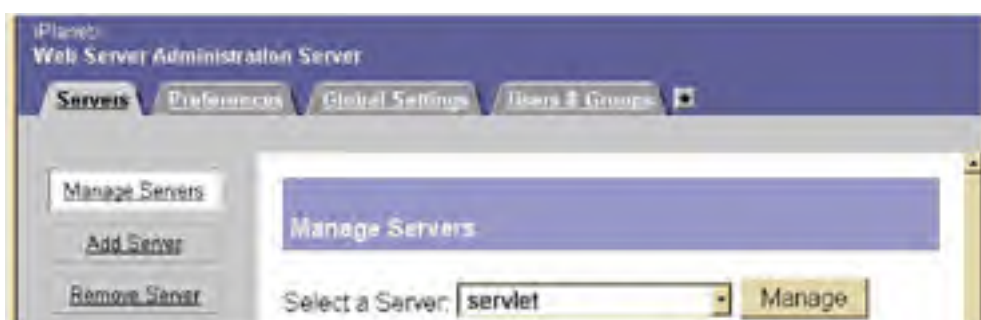 iPlanet
Web Server Administration Server
Servers Preferences Global Settings Users & Groups
Manage Servers
Add Server
Remove Server
Manage Servers
Select a Server: servlet Manage